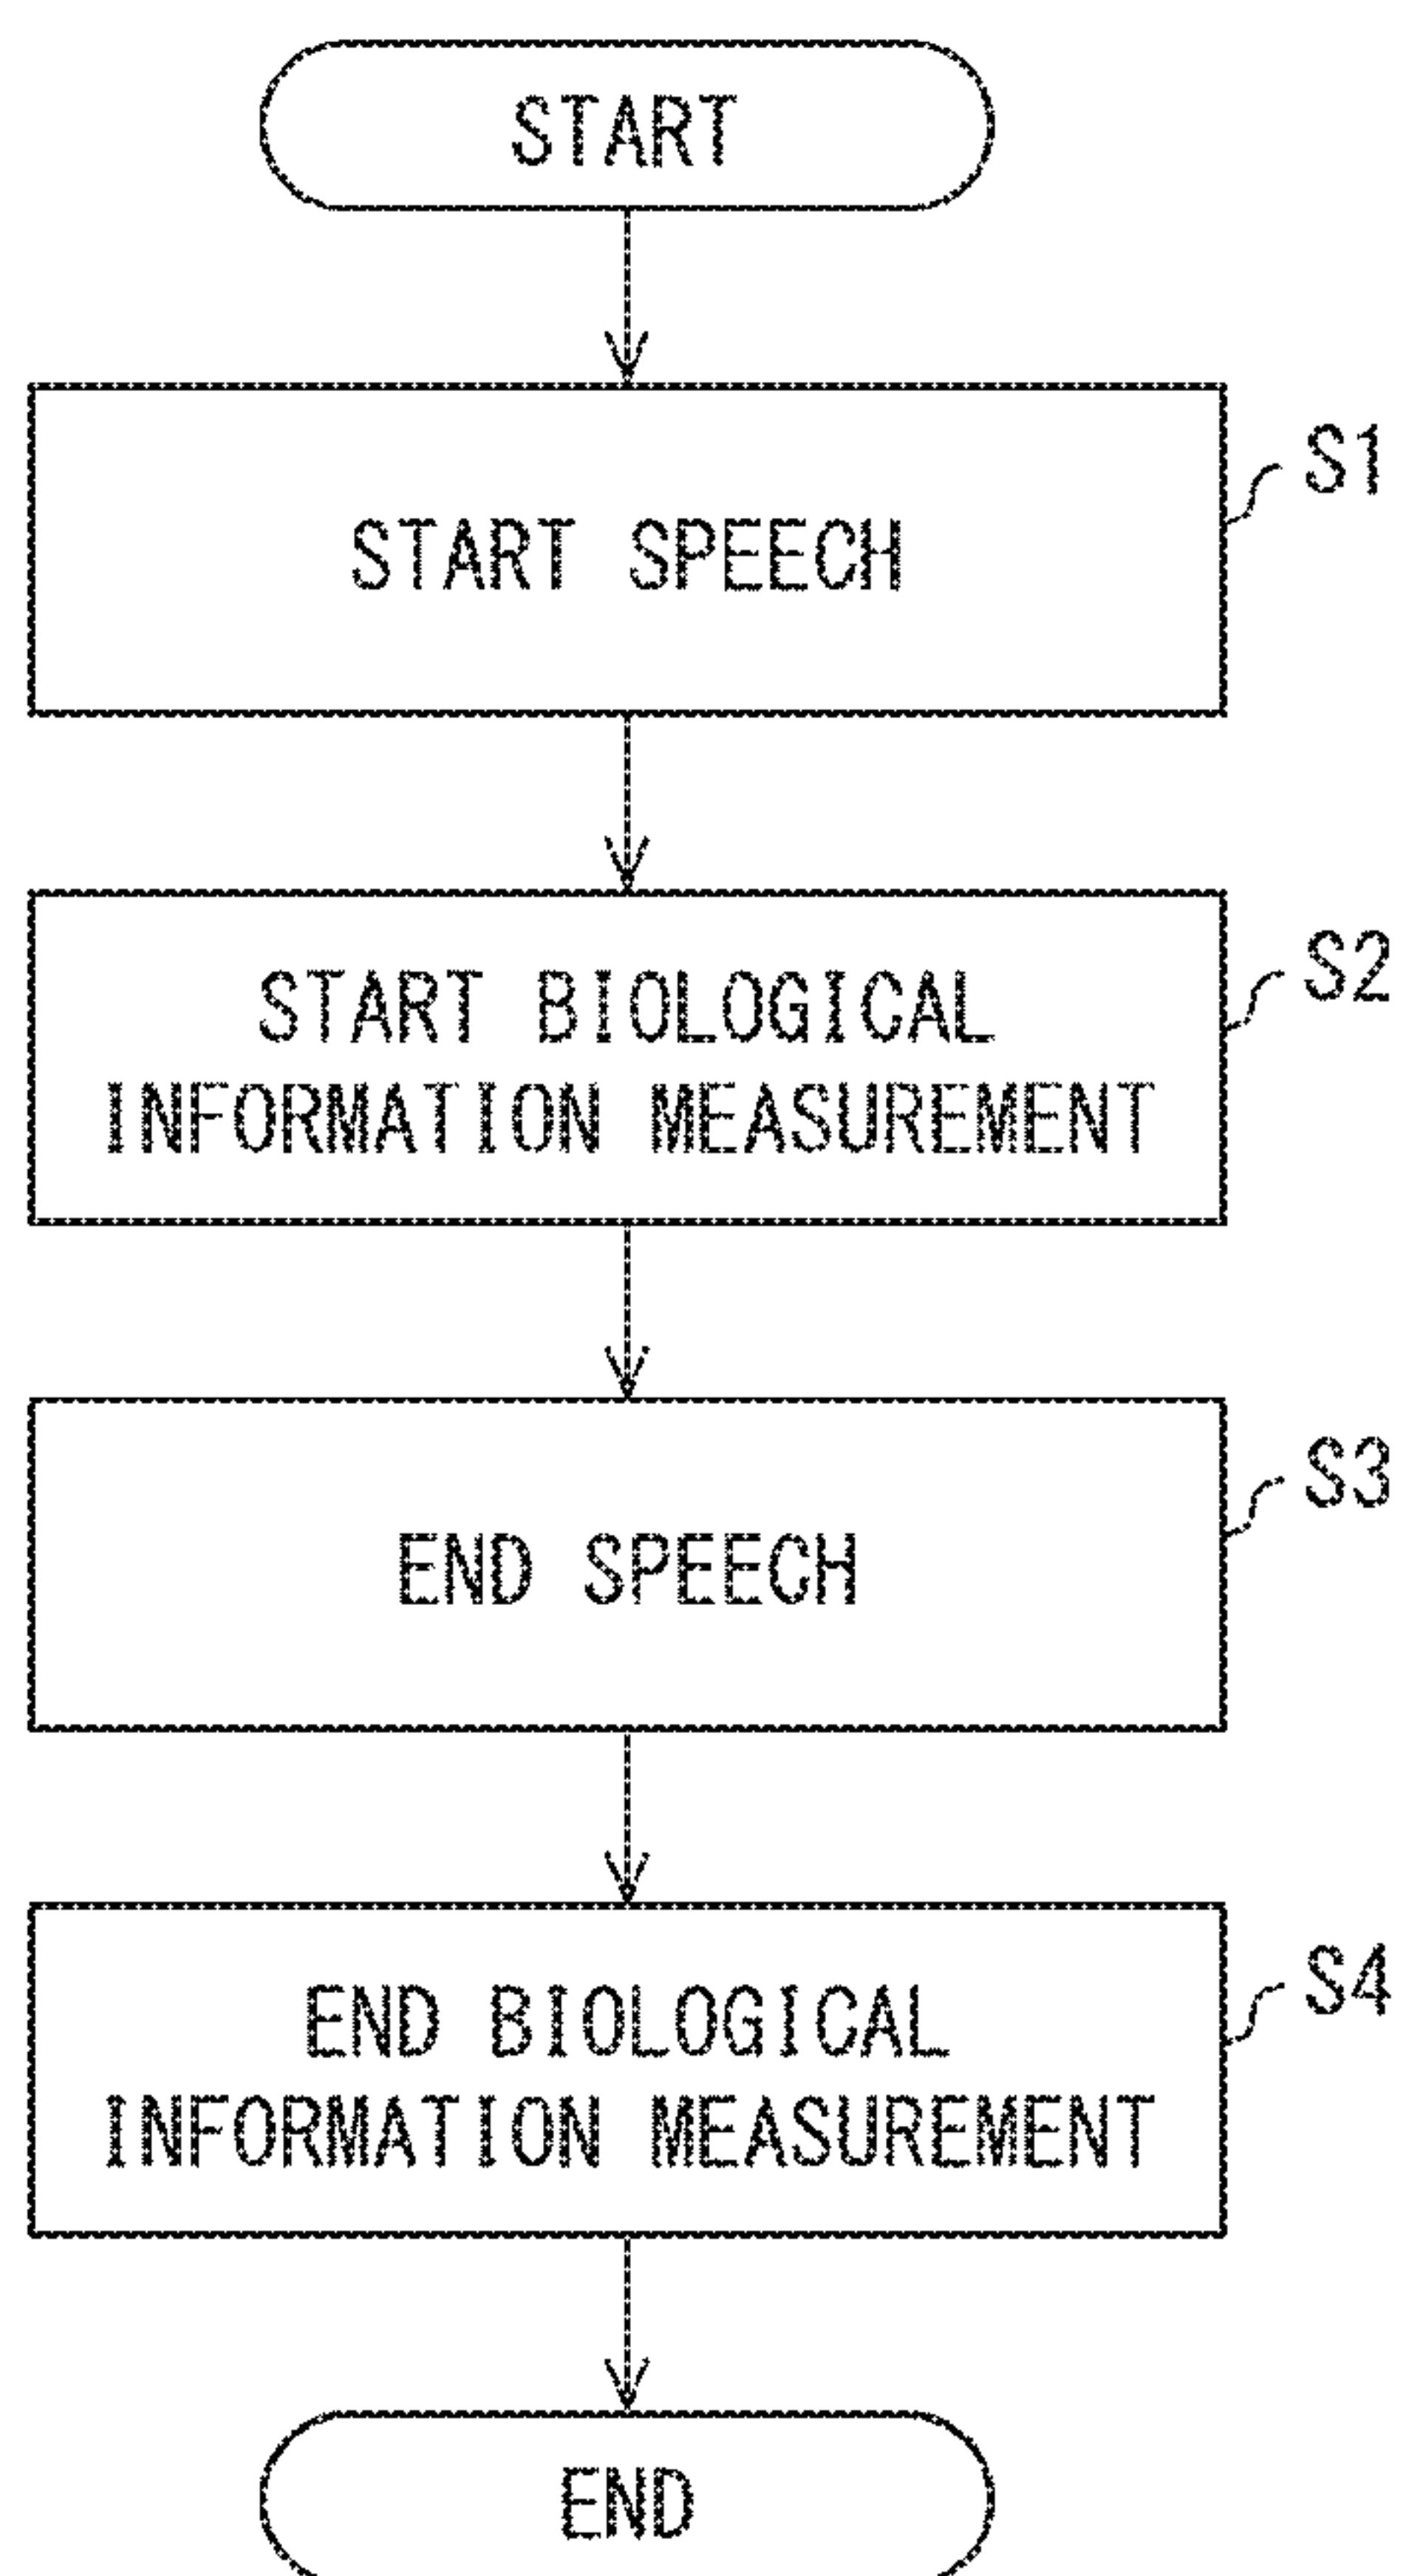 START
START SPEECH
S1
START BIOLOGICAL
INFORMATION MEASUREMENT
S2
END SPEECH
S3
END BIOLOGICAL
INFORMATION MEASUREMENT
S4
END